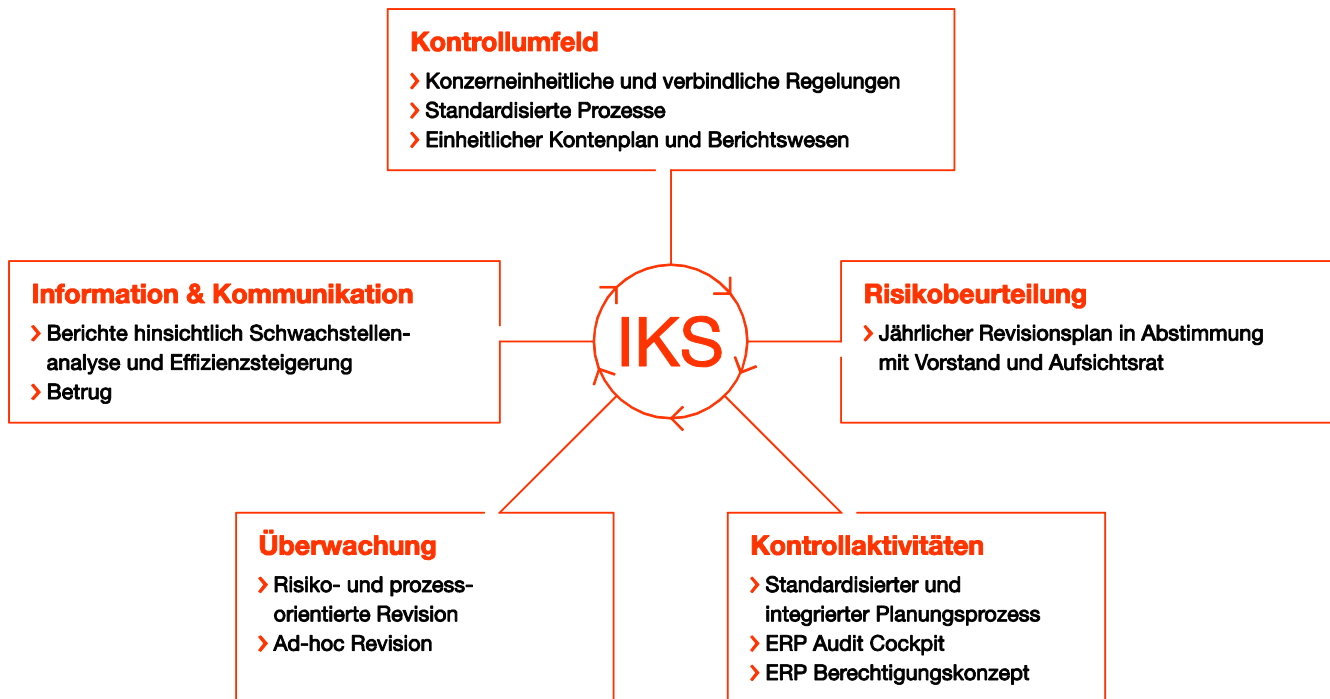 Kontrollumfeld
Konzerneinheitliche und verbindliche Regelungen
Standardisierte Prozesse
Einheitlicher Kontenplan und Berichtswesen
Information & Kommunikation
Berichte hinsichtlich Schwachstellen-
analyse und Effizienzsteigerung
Betrug
IKS
Risikobeurteilung
Jährlicher Revisionsplan in Abstimmung
mit Vorstand und Aufsichtsrat
Überwachung
Risiko- und prozess-
orientierte Revision
Ad-hoc Revision
Kontrollaktivitäten
Standardisierter und
integrierter Planungsprozess
ERP Audit Cockpit
ERP Berechtigungskonzept